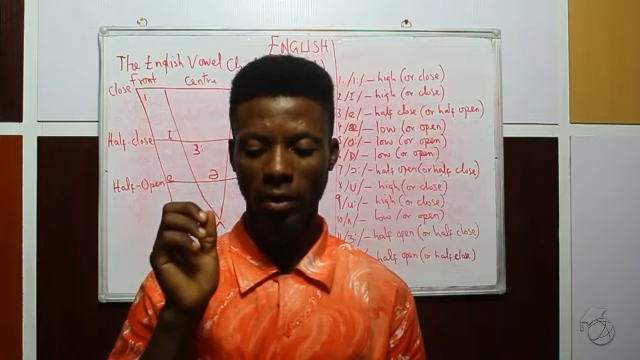 ENGLISH
The English Vowel
Front Centra
Close
i:
Half-close I
3:
Half-Open e ə
1. /i:/ – high (or close)
2 /I/ – high (or close)
3 /e/ – half close (or half open)
4 /æ/ – low (or open)
5 /ɑ:/ – low (or open)
6 /ɒ/ – low (or open)
7 /ɔ:/ – half open (or half close)
8 /ʊ/ – high (or close)
9 /u:/ – high (or close)
10 /ʌ/ – low (or open)
11 /ɜ:/ – half open (or half close)
/ – half open (or half close)